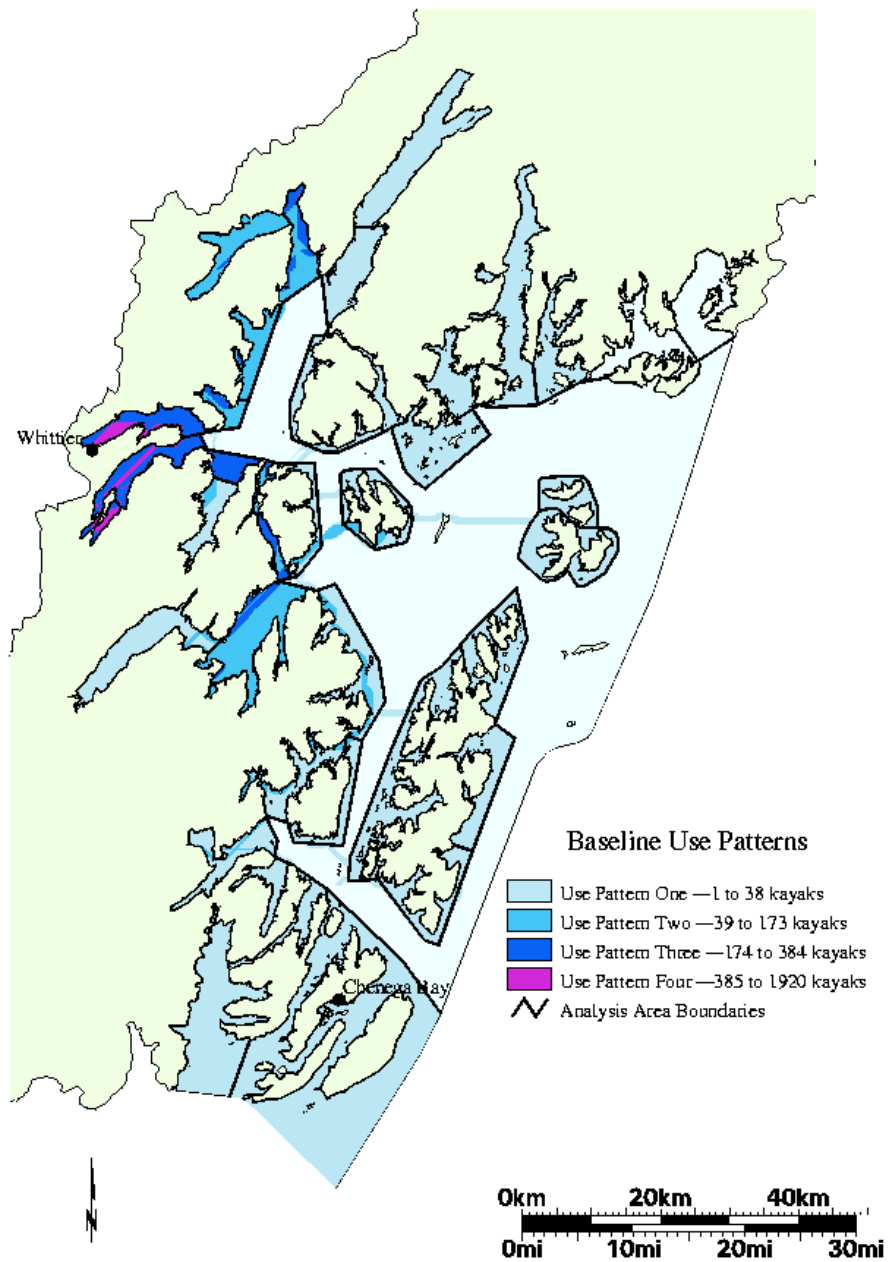 Whittier
Baseline Use Patterns
Use Pattern One —1 to 38 kayaks
Use Pattern Two —39 to 173 kayaks
Use Pattern Three —174 to 384 kayaks
Use Pattern Four —385 to 1920 kayaks
Analysis Area Boundaries
Chenega Bay
N
0km 20km 40km
0mi 10mi 20mi 30mi